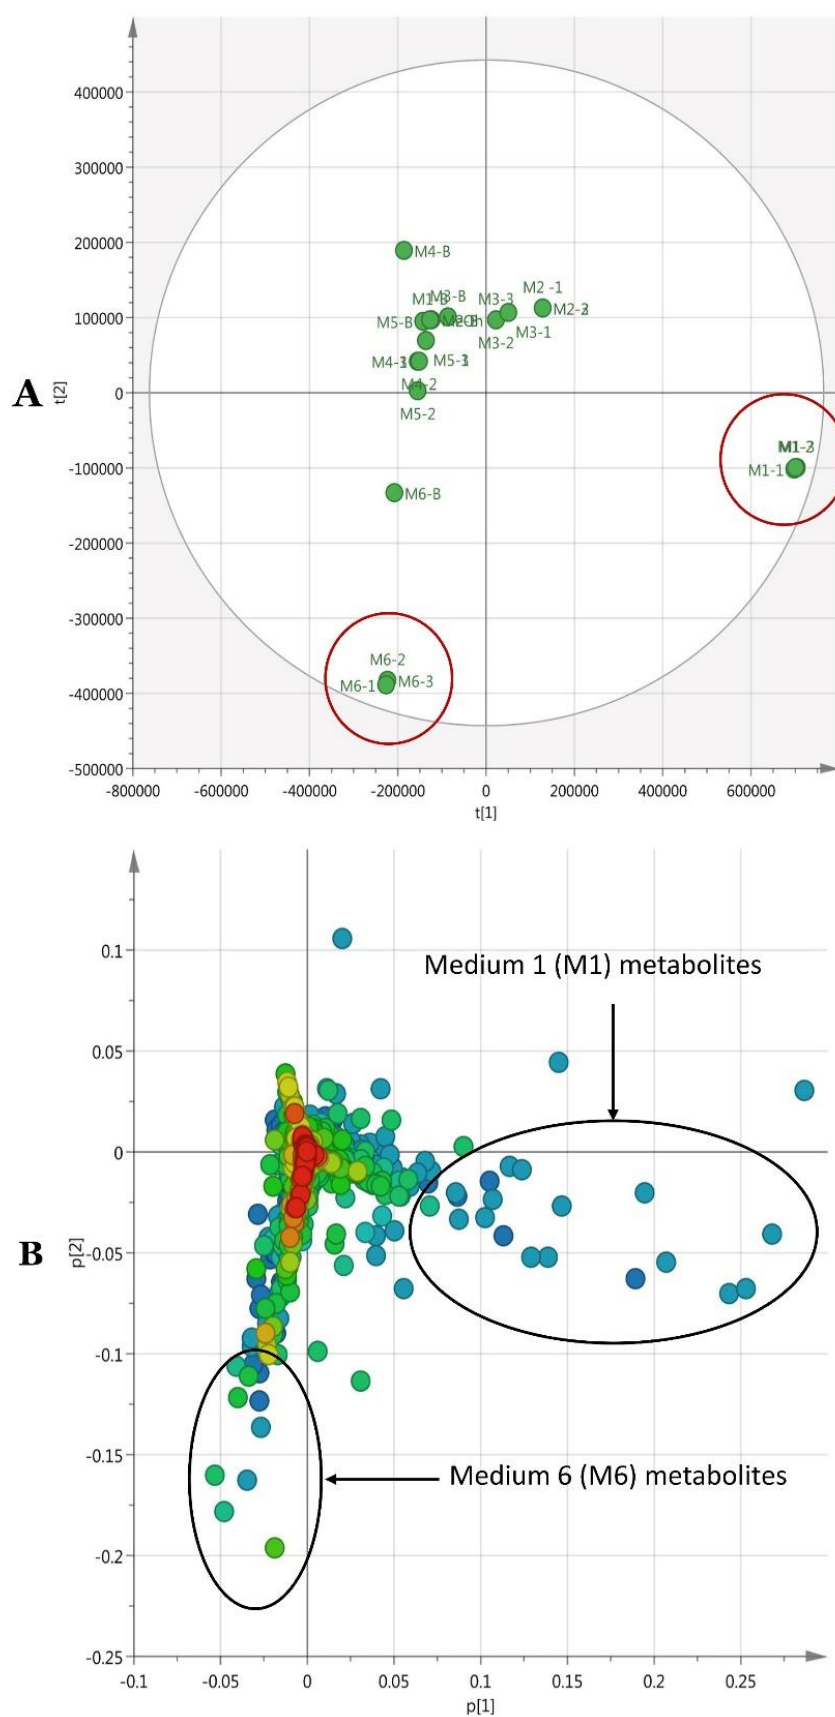 400000
300000
200000
M4-B
M2 -1
M3-B
M1-B
M3-3
100000
M5-B
M2-3
M3-1
M3-2
M4-1
M5-1
M4-2
0
M5-2
A
t[2]
M1-1
-100000
M6-B
-200000
-300000
M6-2
M6-1
M6-3
-400000
-500000
-800000 -600000 -400000 -200000 0 200000 400000 600000
t[1]
0.1
Medium 1 (M1) metabolites
0.05
0
B
p[2]
-0.05
-0.1
-0.15
Medium 6 (M6) metabolites
-0.2
-0.25
-0.1 -0.05 0 0.05 0.1 0.15 0.2 0.25
p[1]